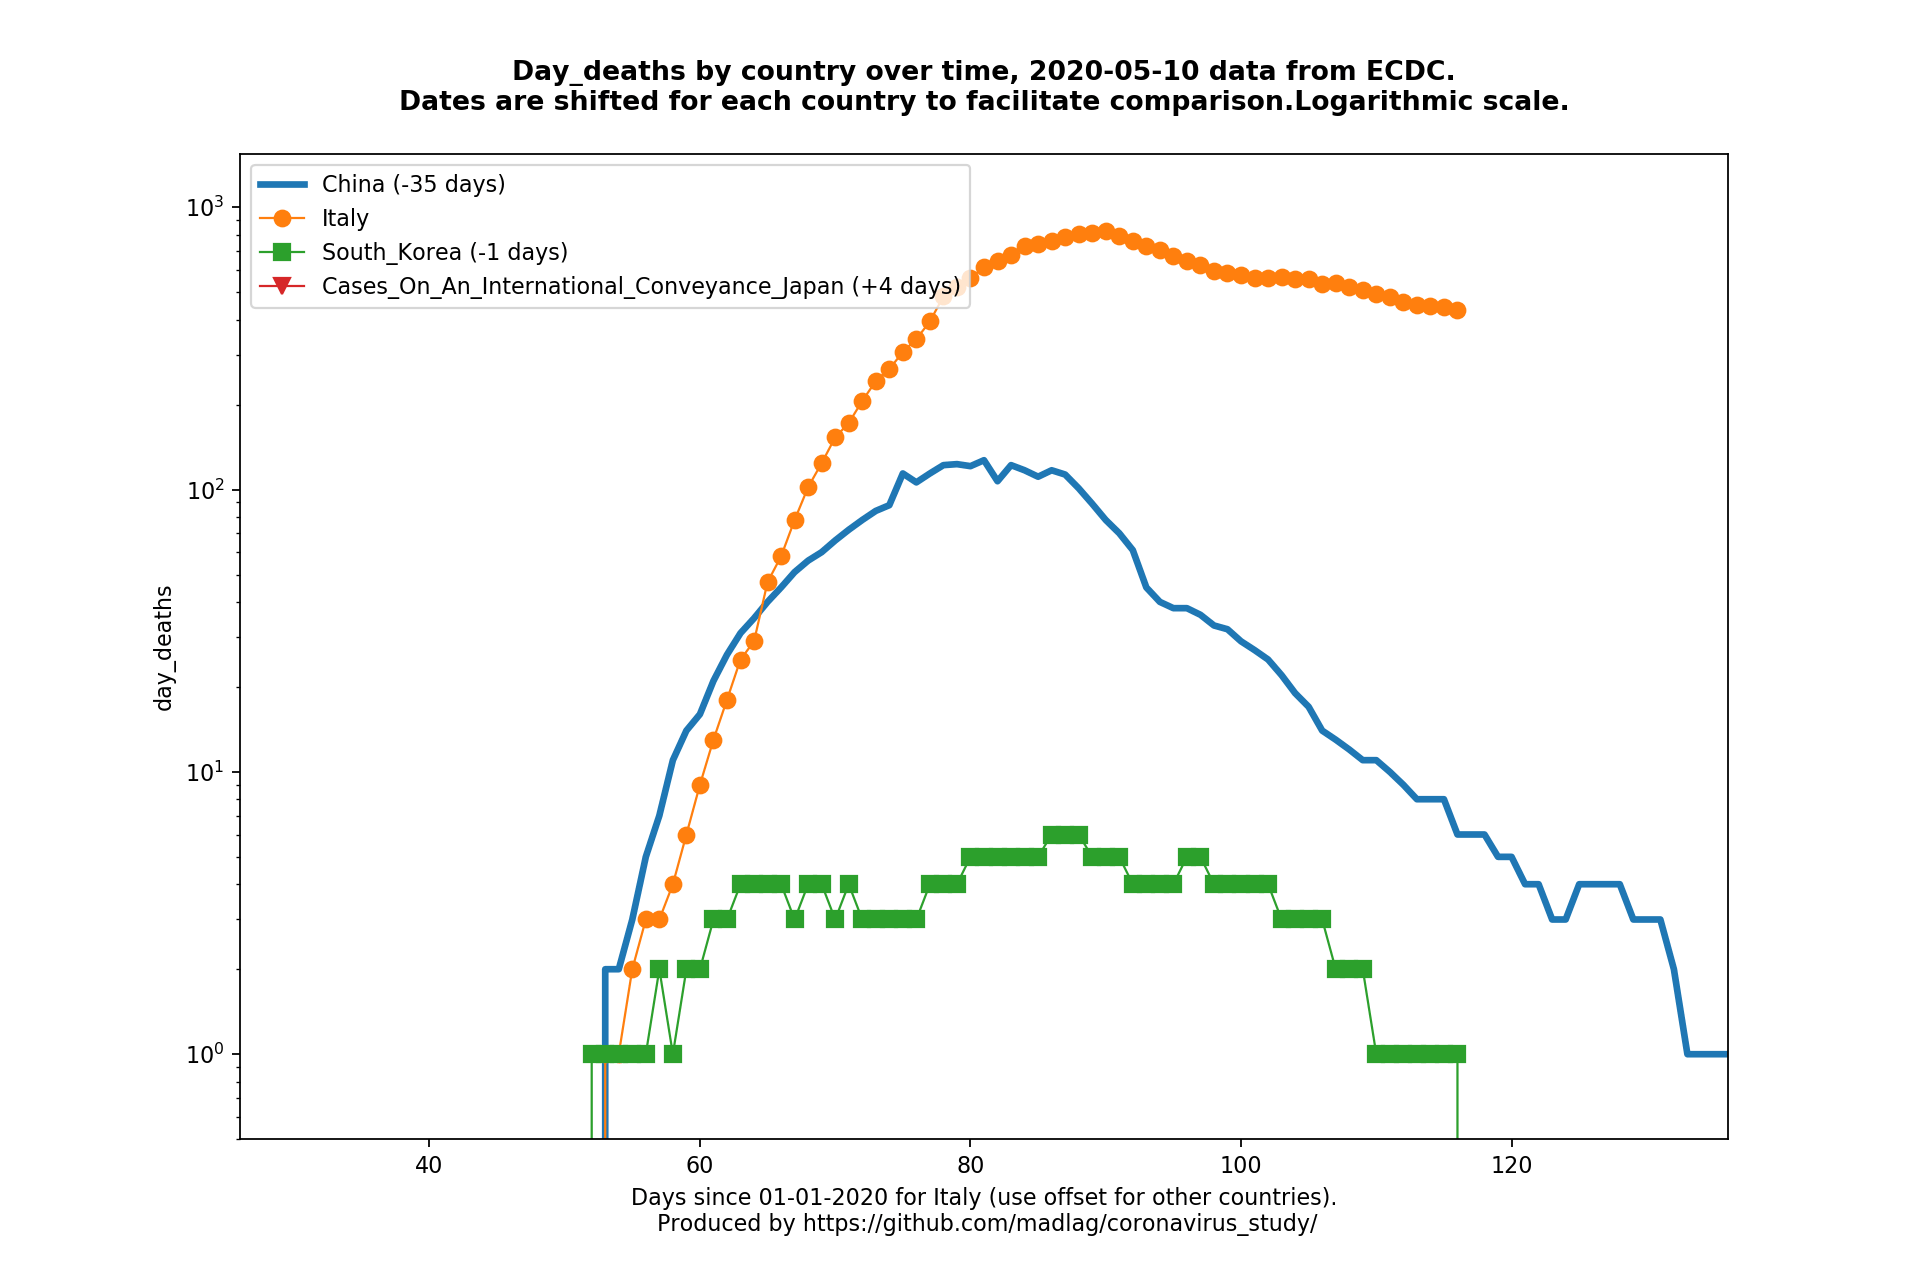 Day_deaths by country over time, 2020-05-10 data from ECDC.
Dates are shifted for each country to facilitate comparison.Logarithmic scale.
China (-35 days)
Italy
South_Korea (-1 days)
Cases_On_An_International_Conveyance_Japan (+4 days)
10³
10²
10¹
10⁰
day_deaths
40 60 80 100 120
Days since 01-01-2020 for Italy (use offset for other countries).
Produced by https://github.com/madlag/coronavirus_study/